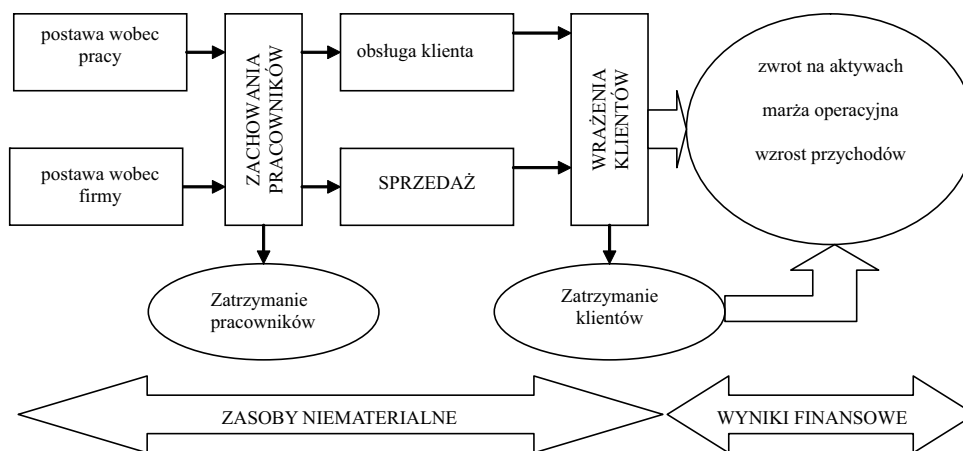 postawa wobec
pracy
postawa wobec
firmy
ZACHOWANIA
PRACOWNIKÓW
obsługa klienta
SPRZEDAŻ
WRAŻENIA
KLIENTÓW
zwrot na aktywach
marża operacyjna
wzrost przychodów
Zatrzymanie
pracowników
Zatrzymanie
klientów
ZASOBY NIEMATERIALNE
WYNIKI FINANSOWE